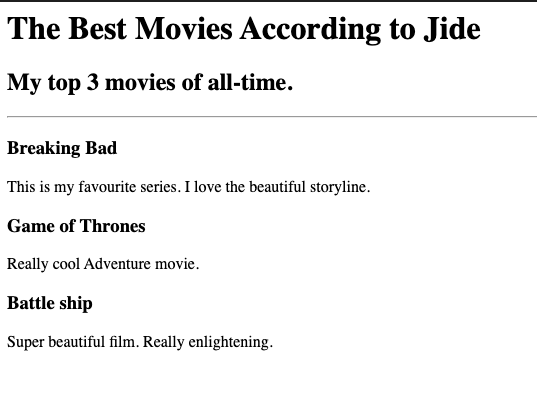 The Best Movies According to Jide
My top 3 movies of all-time.
Breaking Bad
This is my favourite series. I love the beautiful storyline.
Game of Thrones
Really cool Adventure movie.
Battle ship
Super beautiful film. Really enlightening.